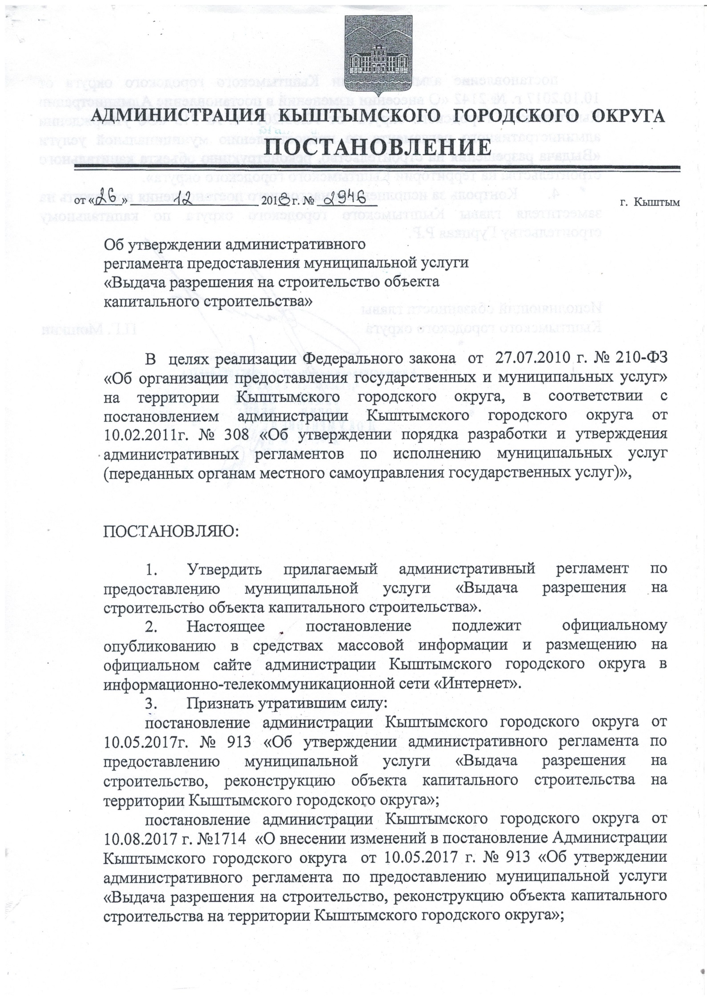 АДМИНИСТРАЦИЯ КЫШТЫМСКОГО ГОРОДСКОГО ОКРУГА
ПОСТАНОВЛЕНИЕ
от «26» 12 2018 г. № 2946 г. Кыштым
Об утверждении административного
регламента предоставления муниципальной услуги
«Выдача разрешения на строительство объекта
капитального строительства»
В целях реализации Федерального закона от 27.07.2010 г. № 210-ФЗ
«Об организации предоставления государственных и муниципальных услуг»
на территории Кыштымского городского округа, в соответствии с
постановлением администрации Кыштымского городского округа от
10.02.2011г. № 308 «Об утверждении порядка разработки и утверждения
административных регламентов по исполнению муниципальных услуг
(переданных органам местного самоуправления государственных услуг)»,
ПОСТАНОВЛЯЮ:
1. Утвердить прилагаемый административный регламент по
предоставлению муниципальной услуги «Выдача разрешения на
строительство объекта капитального строительства».
2. Настоящее постановление подлежит официальному
опубликованию в средствах массовой информации и размещению на
официальном сайте администрации Кыштымского городского округа в
информационно-телекоммуникационной сети «Интернет».
3. Признать утратившим силу:
постановление администрации Кыштымского городского округа от
10.05.2017г. № 913 «Об утверждении административного регламента по
предоставлению муниципальной услуги «Выдача разрешения на
строительство, реконструкцию объекта капитального строительства на
территории Кыштымского городского округа»;
постановление администрации Кыштымского городского округа от
10.08.2017 г. №1714 «О внесении изменений в постановление Администрации
Кыштымского городского округа от 10.05.2017 г. № 913 «Об утверждении
административного регламента по предоставлению муниципальной услуги
«Выдача разрешения на строительство, реконструкцию объекта капитального
строительства на территории Кыштымского городского округа»;